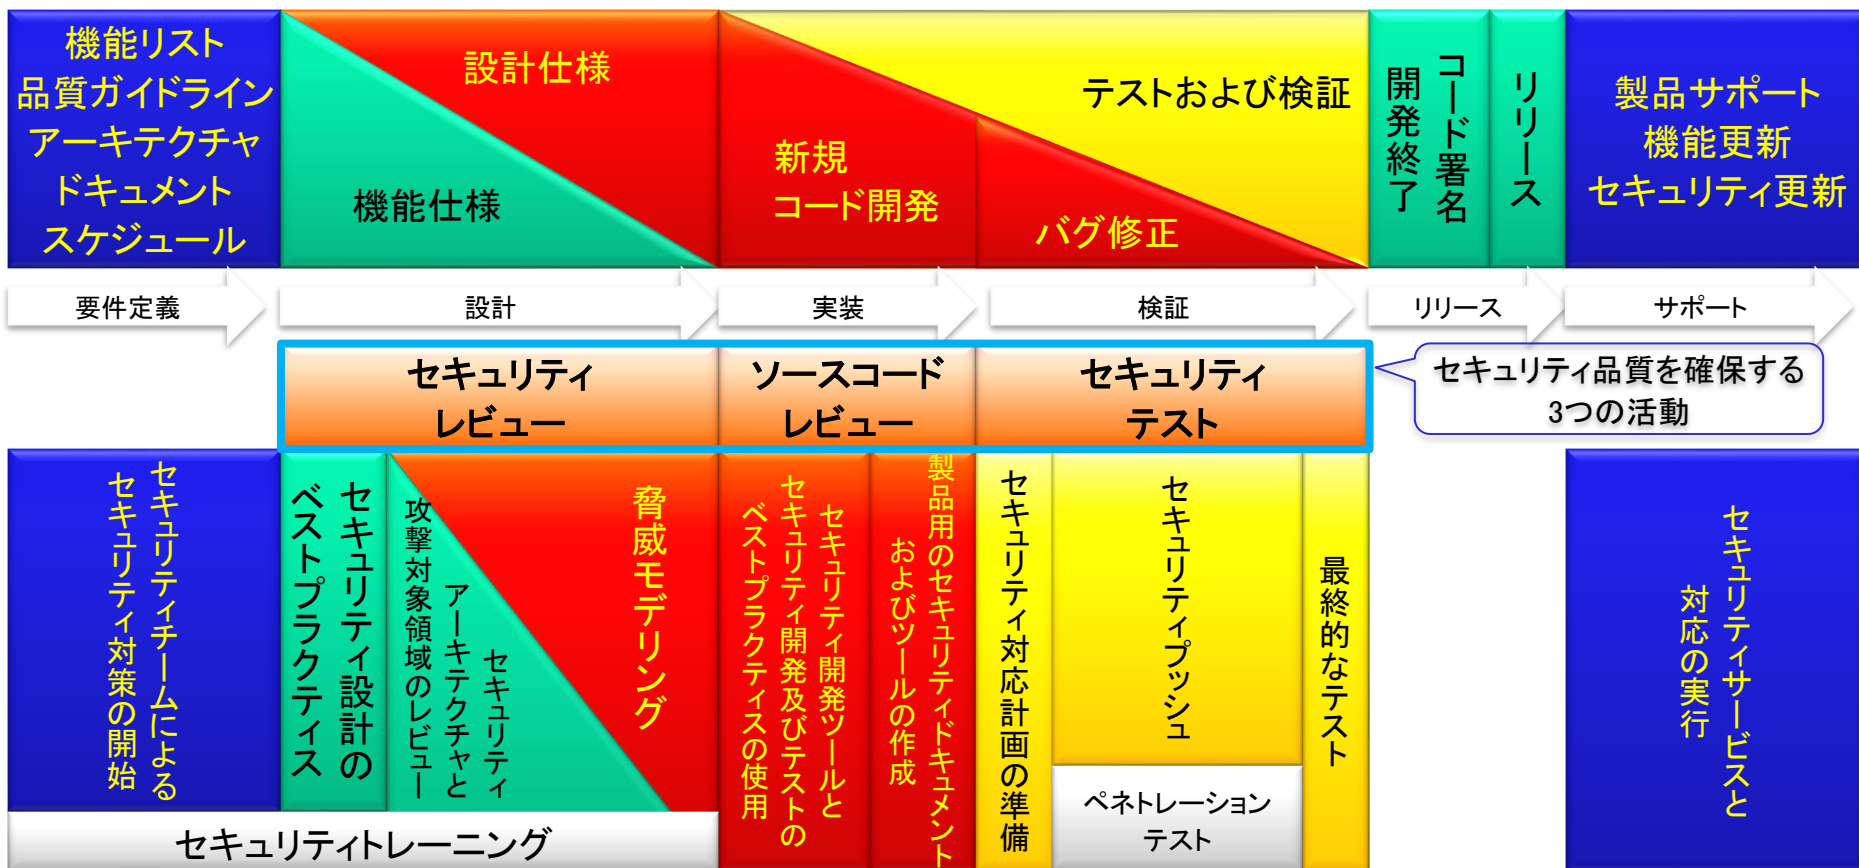 機能リスト
品質ガイドライン
アーキテクチャ
ドキュメント
スケジュール
設計仕様
機能仕様
新規
コード開発
テストおよび検証
バグ修正
コード署名
開発終了
リリース
製品サポート
機能更新
セキュリティ更新
要件定義
設計
実装
検証
リリース
サポート
セキュリティ
レビュー
ソースコード
レビュー
セキュリティ
テスト
セキュリティ品質を確保する
3つの活動
セキュリティチームによる
セキュリティ対策の開始
セキュリティ設計の
ベストプラクティス
セキュリティ
アーキテクチャと
攻撃対象領域のレビュー
脅威モデリング
セキュリティ開発ツールと
セキュリティ開発及びテストの
ベストプラクティスの使用
製品用のセキュリティドキュメント
およびツールの作成
セキュリティ対応計画の準備
セキュリティプッシュ
ペネトレーション
テスト
最終的なテスト
セキュリティサービスと
対応の実行
セキュリティトレーニング